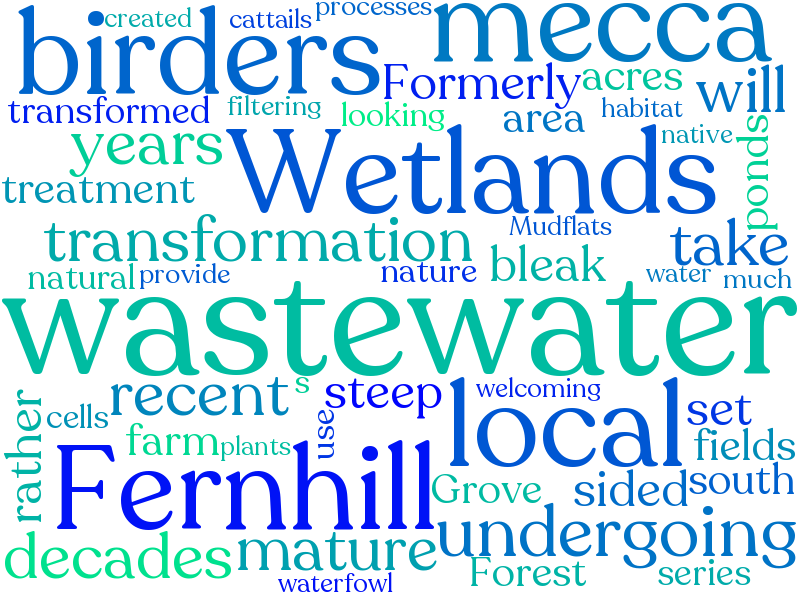 birders
created
cattails
processes
mecca
transformed
filtering
Formerly
looking
acres
area
habitat
will
native
years
Wetlands
ponds
treatment
transformation
Mudflats
take
natural
provide
nature
bleak
water
much
wastewater
rather
cells
recent
s
steep
welcoming
local
set
farm
plants
use
fields
Fernhill
Grove
sided
south
decades
mature
undergoing
waterfowl
Forest
series